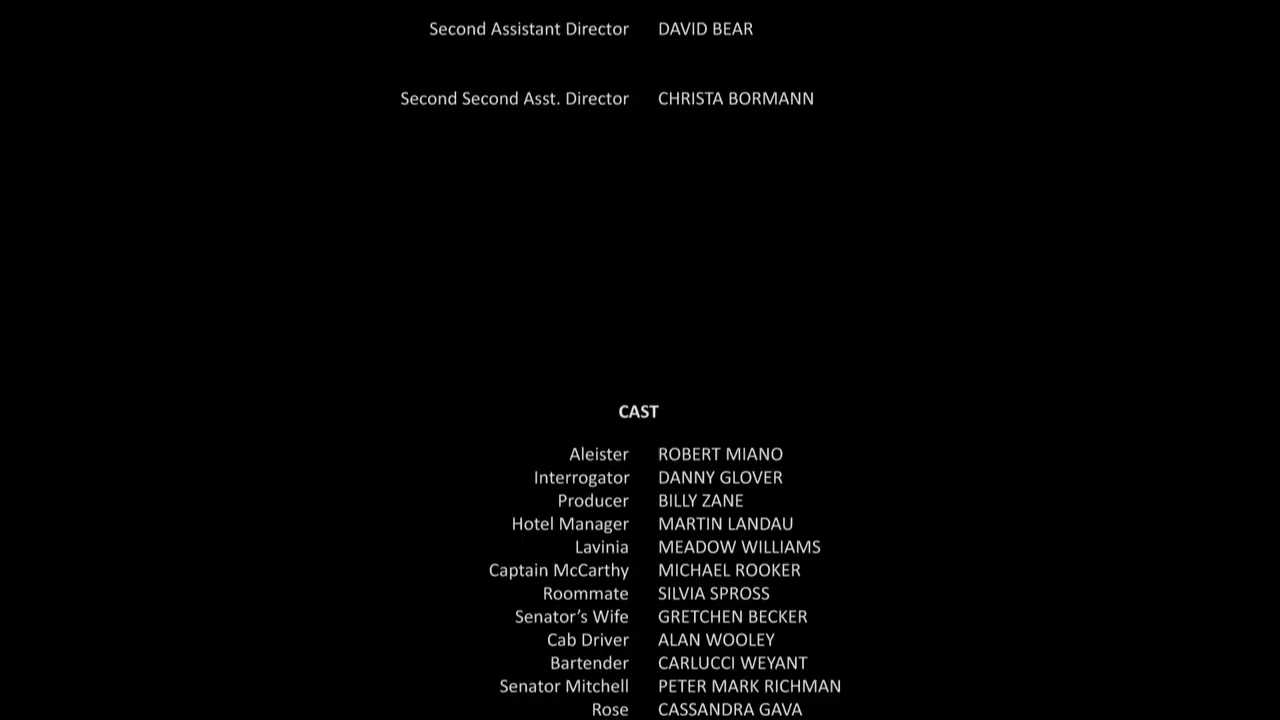 Second Assistant Director DAVID BEAR
Second Second Asst. Director CHRISTA BORMANN
CAST
Aleister ROBERT MIANO
Interrogator DANNY GLOVER
Producer BILLY ZANE
Hotel Manager MARTIN LANDAU
Lavinia MEADOW WILLIAMS
Captain McCarthy MICHAEL ROOKER
Roommate SILVIA SPROSS
Senator’s Wife GRETCHEN BECKER
Cab Driver ALAN WOOLEY
Bartender CARLUCCI WEYANT
Senator Mitchell PETER MARK RICHMAN
Rose CASSANDRA GAVA